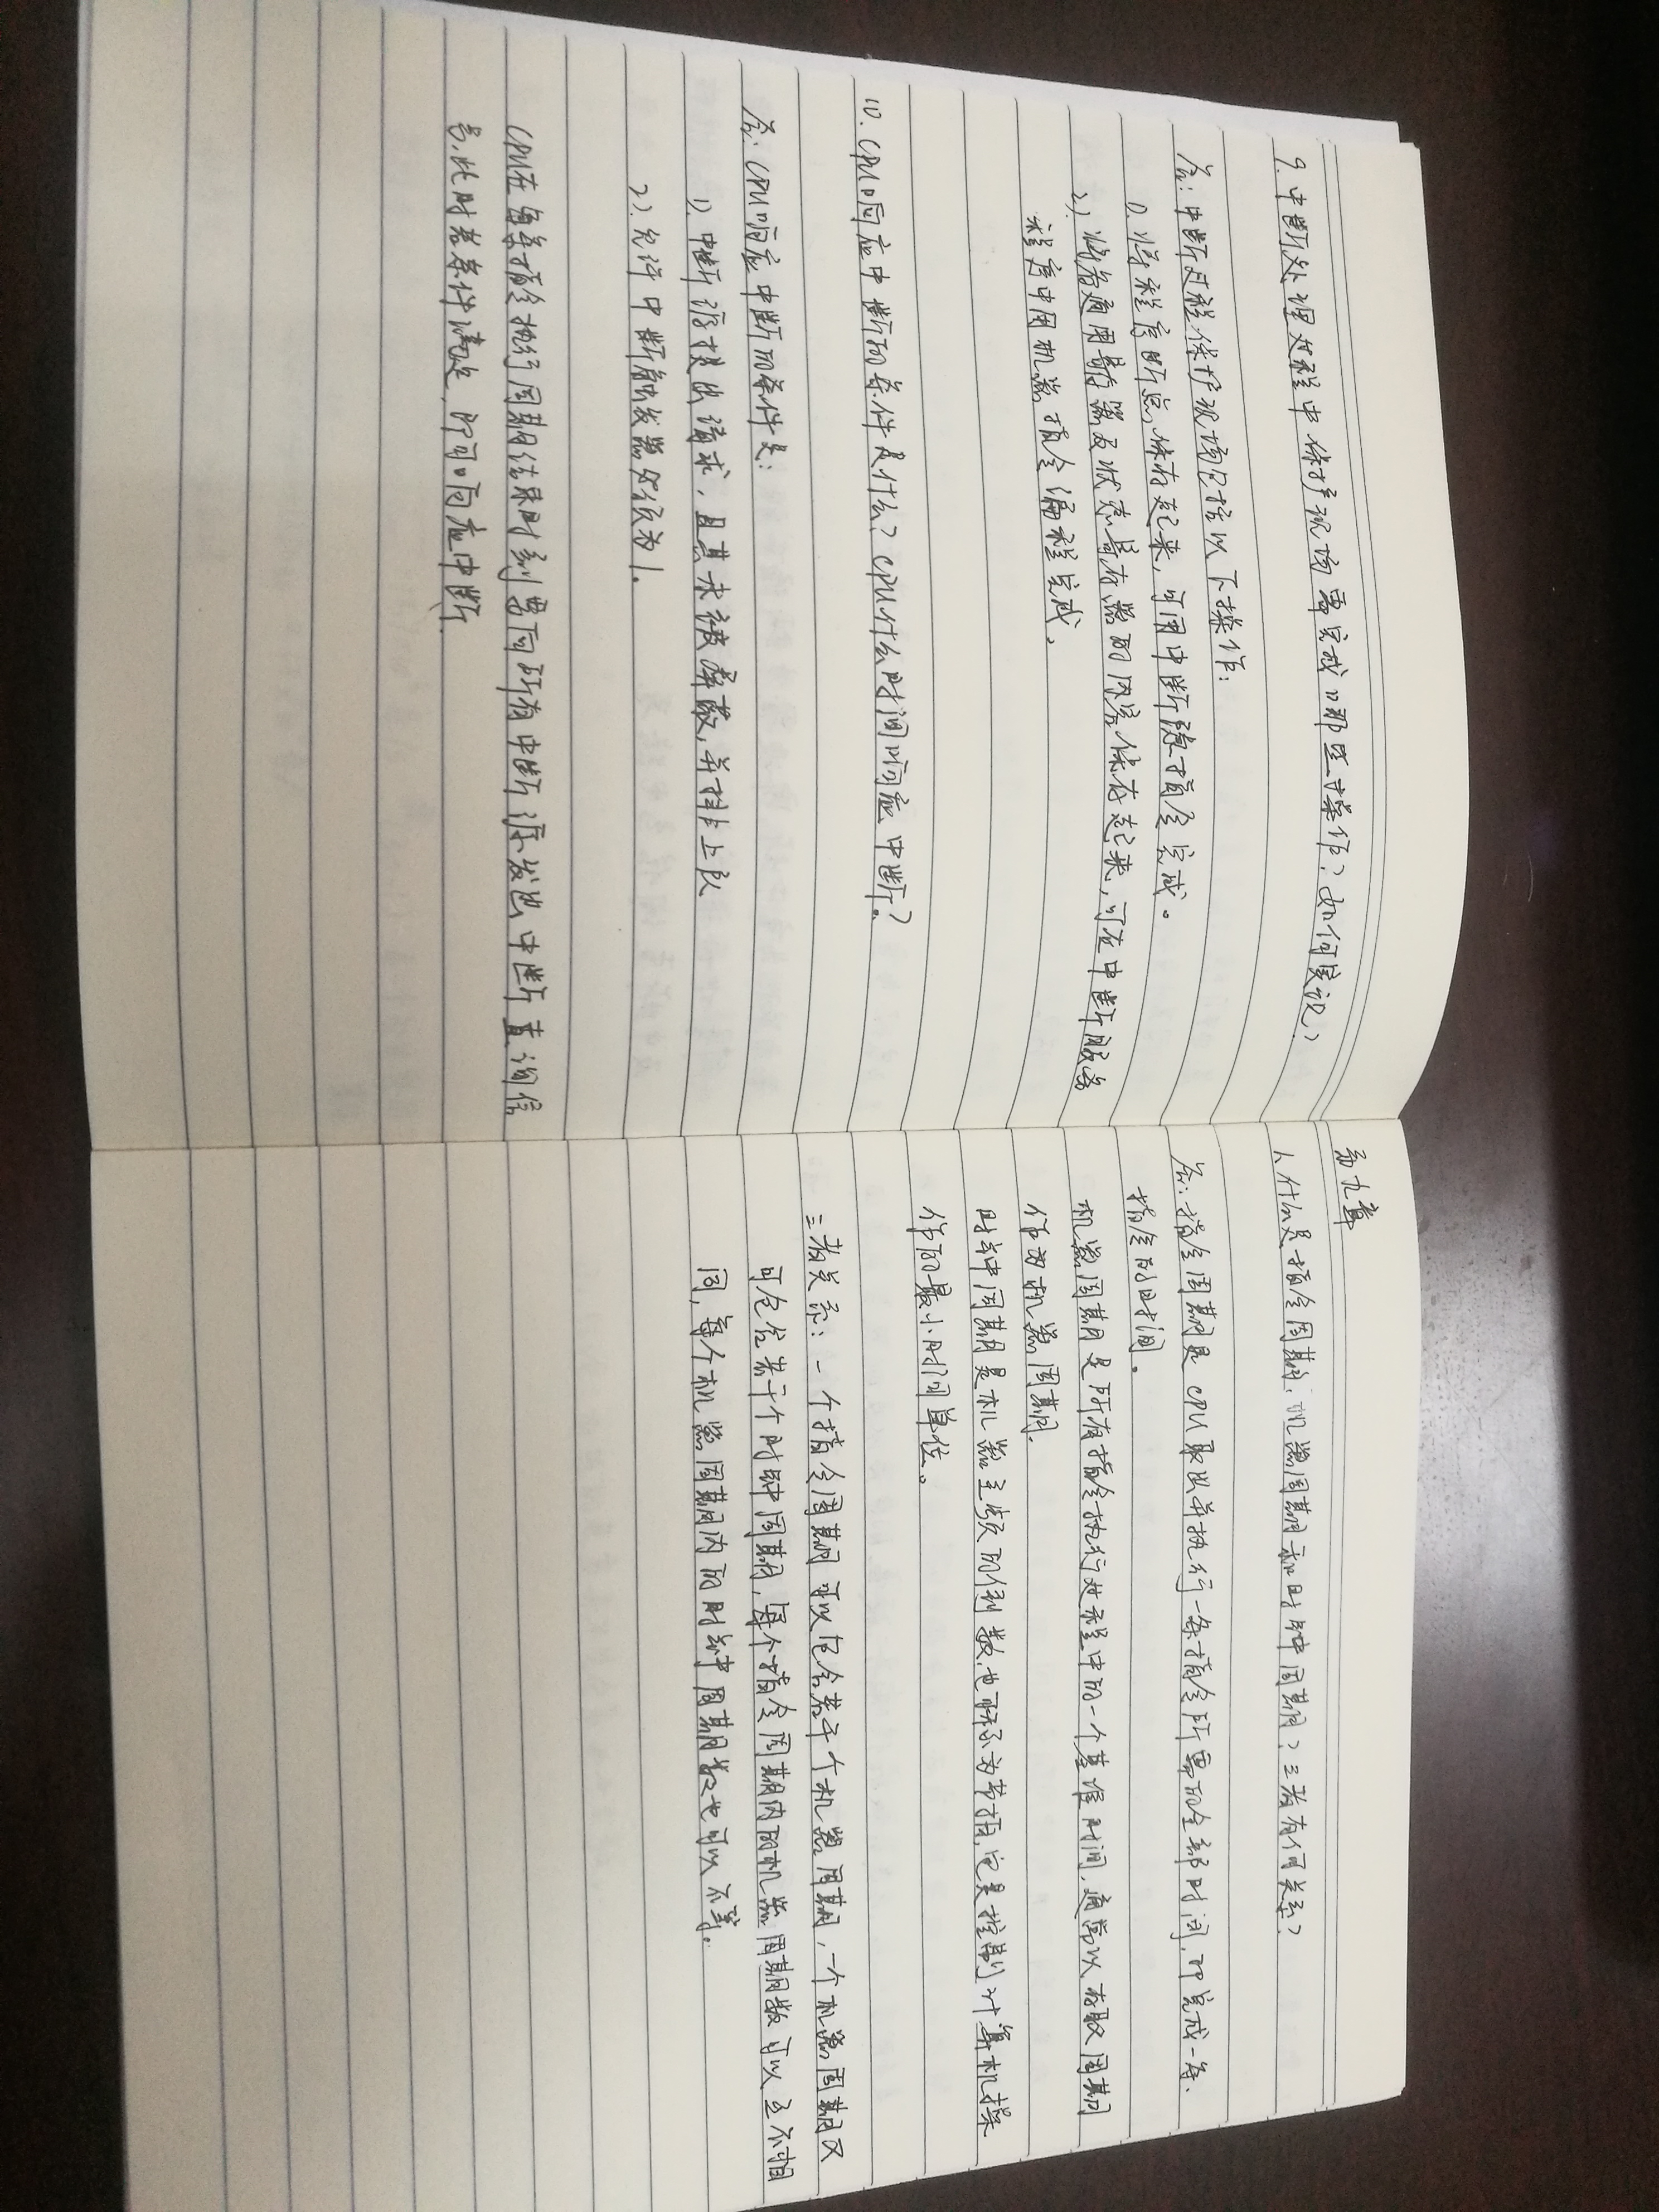 9. 中断处理过程中保护现场需完成哪些操作？如何实现？
答：中断过程保护现场包括以下操作：
1). 将程序断点保存起来，可用中断隐指令完成。
2). 将各通用寄存器及状态寄存器的内容保存起来，可在中断服务
程序中用机器指令编程完成。
10. CPU响应中断的条件是什么？CPU什么时间响应中断？
答：CPU响应中断的条件是：
1). 中断源提出请求，且其未被屏蔽，并排上队
2). 允许中断触发器必须为1.
CPU在每条指令执行周期结束时刻要向所有中断源发出中断查询信
号，此时若条件满足，即可响应中断.
第九章
1. 什么是指令周期、机器周期和时钟周期？三者有何关系？
答：指令周期是CPU取出并执行一条指令所需的全部时间，即完成一条
指令的时间。
机器周期是所有指令执行过程中的一个基准时间，通常以存取周期
作为机器周期.
时钟周期是机器主频的倒数，也可称为节拍，它是控制计算机操
作的最小时间单位。
三者关系：一个指令周期可以包含若干个机器周期，一个机器周期又
可包含若干个时钟周期，每个指令周期内的机器周期数可以互不相
同，每个机器周期内的时钟周期数也可以不等。